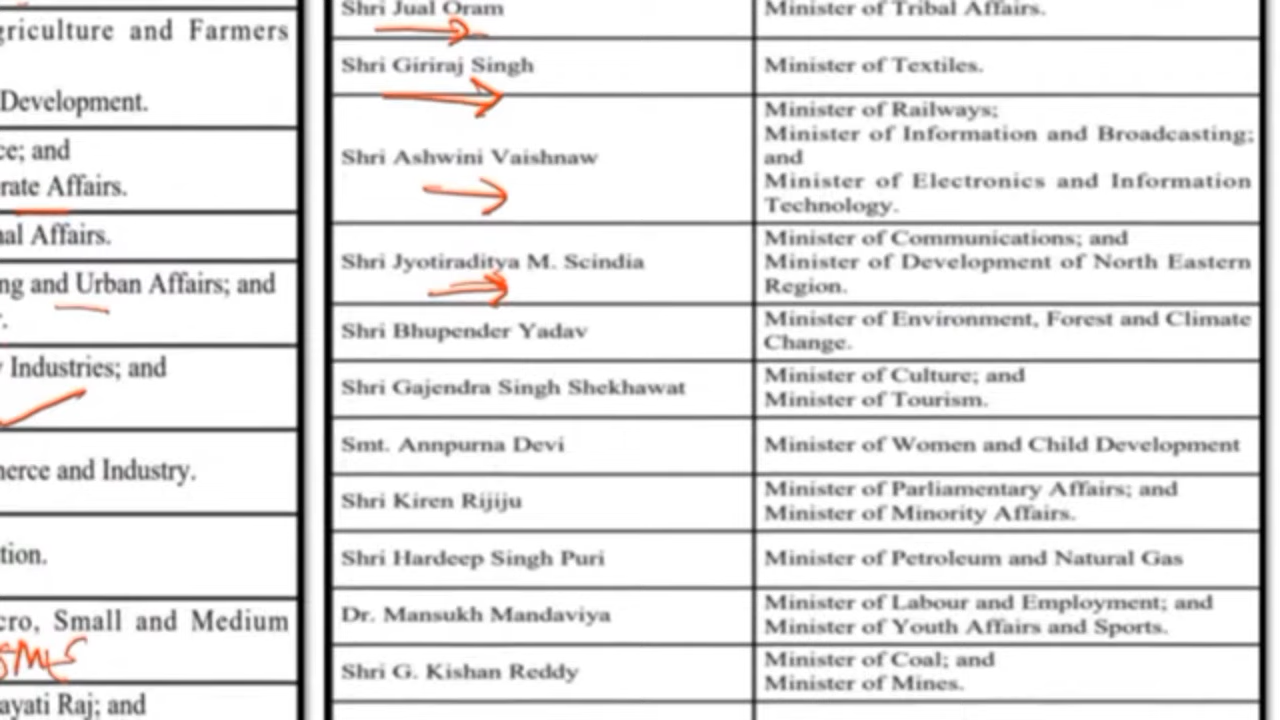 griculture and Farmers
Development.
ce; and
rate Affairs.
nal Affairs.
ng and Urban Affairs; and
r.
y Industries; and
merce and Industry.
tion.
cro, Small and Medium
ayati Raj; and
Shri Jual Oram
Minister of Tribal Affairs.
Shri Giriraj Singh
Minister of Textiles.
Shri Ashwini Vaishnaw
Minister of Railways;
Minister of Information and Broadcasting;
and
Minister of Electronics and Information
Technology.
Shri Jyotiraditya M. Scindia
Minister of Communications; and
Minister of Development of North Eastern
Region.
Shri Bhupender Yadav
Minister of Environment, Forest and Climate
Change.
Shri Gajendra Singh Shekhawat
Minister of Culture; and
Minister of Tourism.
Smt. Annpurna Devi
Minister of Women and Child Development
Shri Kiren Rijiju
Minister of Parliamentary Affairs; and
Minister of Minority Affairs.
Shri Hardeep Singh Puri
Minister of Petroleum and Natural Gas
Dr. Mansukh Mandaviya
Minister of Labour and Employment; and
Minister of Youth Affairs and Sports.
Shri G. Kishan Reddy
Minister of Coal; and
Minister of Mines.